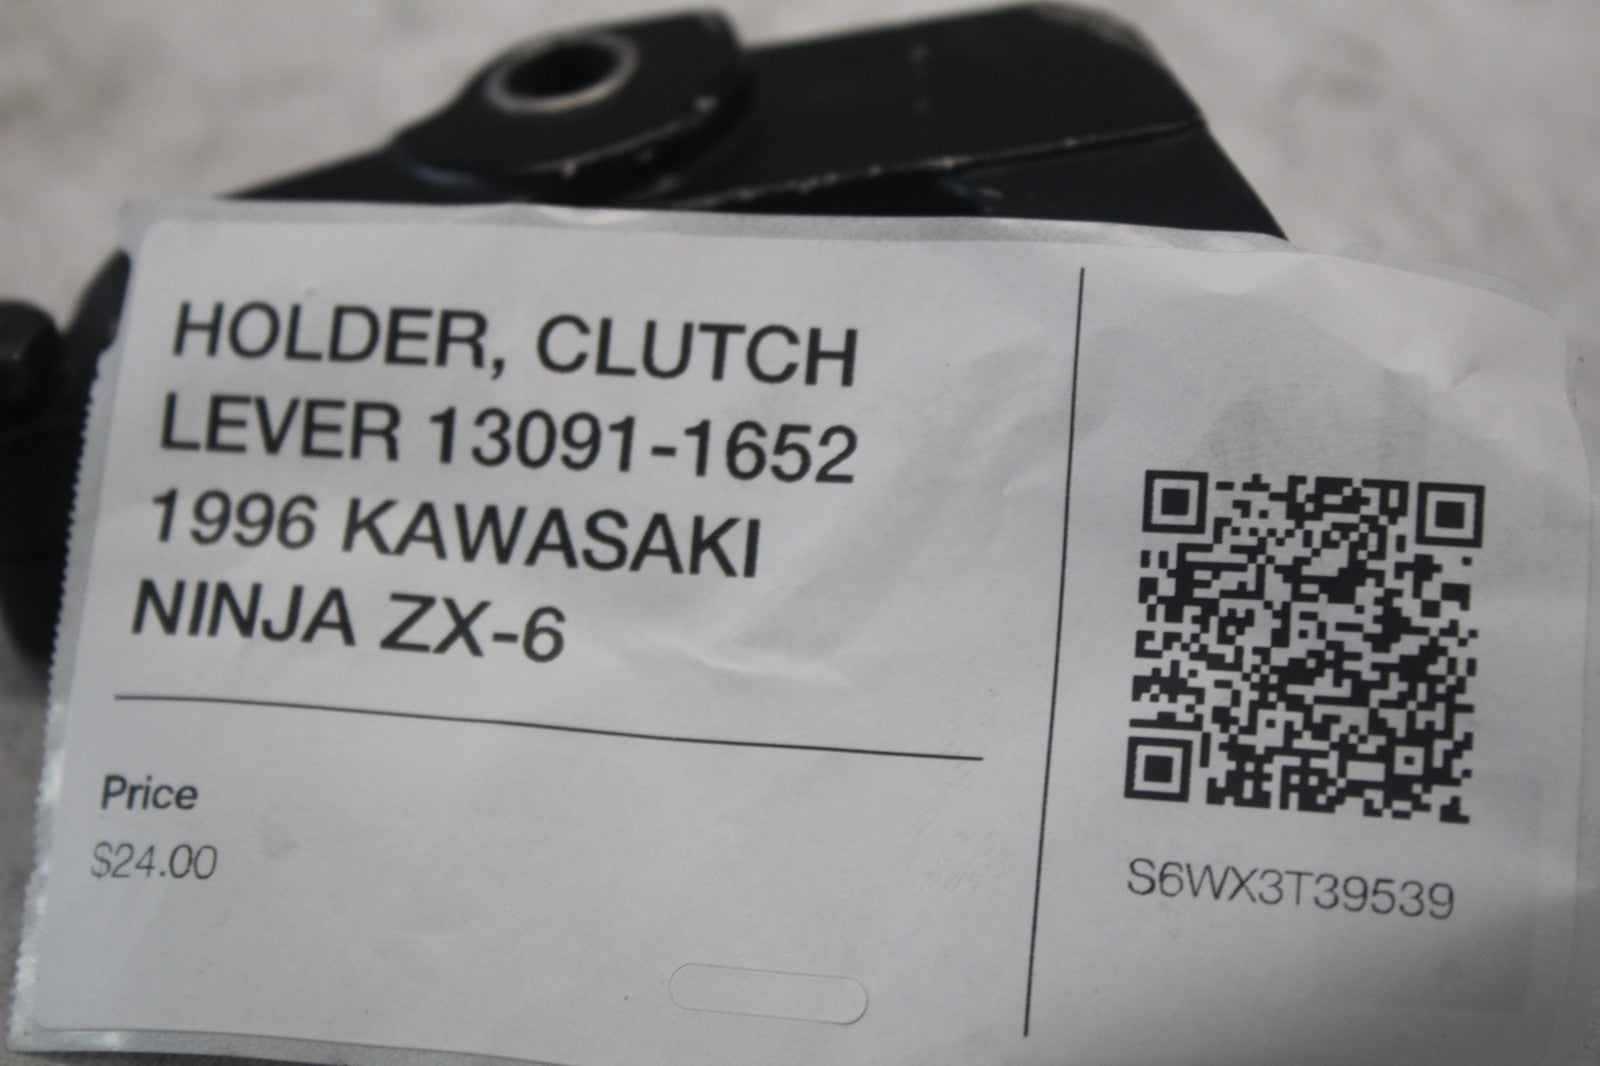 HOLDER, CLUTCH
LEVER 13091-1652
1996 KAWASAKI
NINJA ZX-6
Price
$24.00
S6WX3T39539